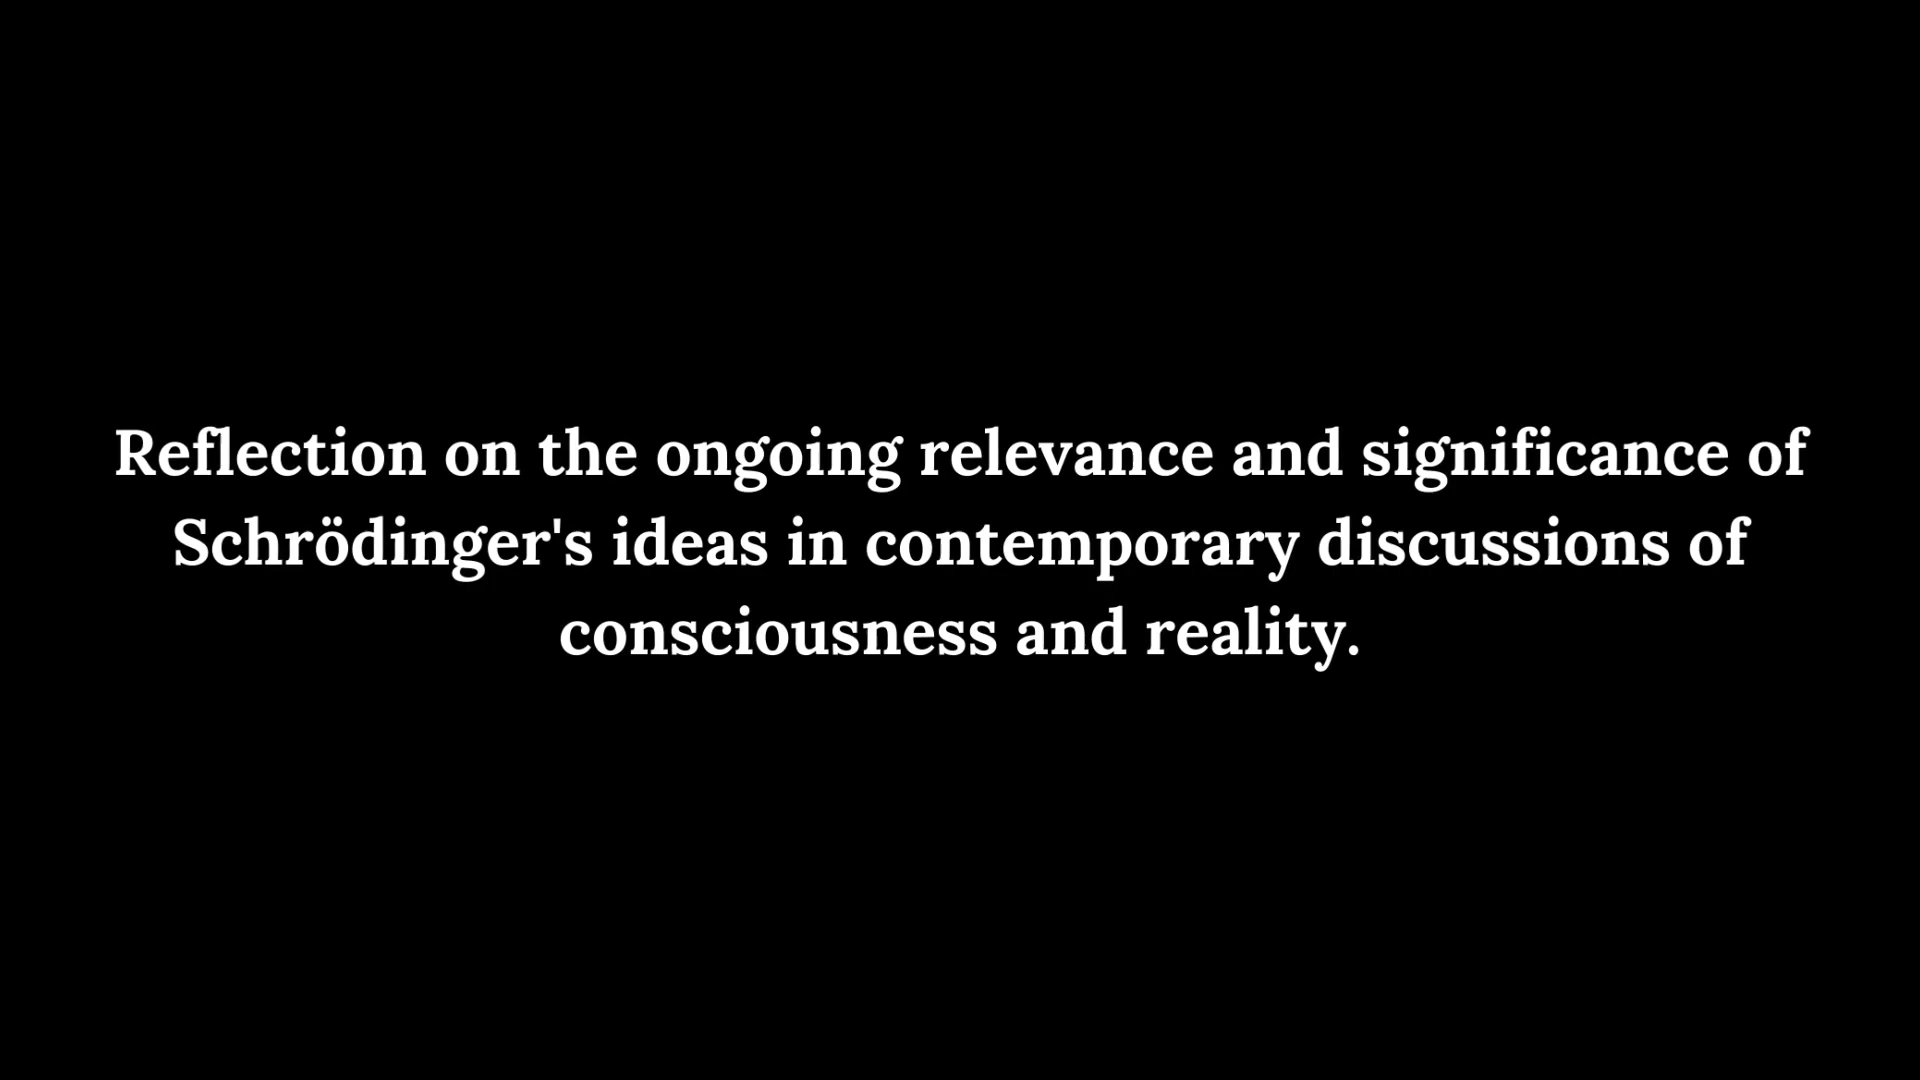 Reflection on the ongoing relevance and significance of
Schrödinger's ideas in contemporary discussions of
consciousness and reality.